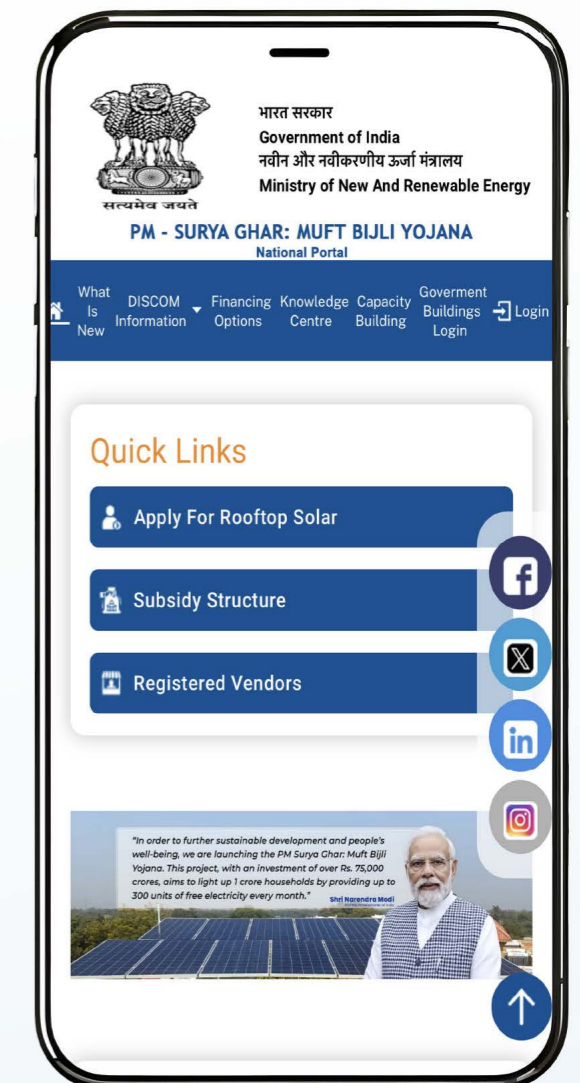 भारत सरकार
Government of India
नवीन और नवीकरणीय ऊर्जा मंत्रालय
Ministry of New And Renewable Energy
सत्यमेव जयते
PM - SURYA GHAR: MUFT BIJLI YOJANA
National Portal
What Is New
DISCOM Information
Financing Options
Knowledge Centre
Capacity Building
Goverment Buildings Login
Login
Quick Links
Apply For Rooftop Solar
Subsidy Structure
Registered Vendors
"In order to further sustainable development and people's
well-being, we are launching the PM Surya Ghar: Muft Bijli
Yojana. This project, with an investment of over Rs. 75,000
crores, aims to light up 1 crore households by providing up to
300 units of free electricity every month."
Shri Narendra Modi